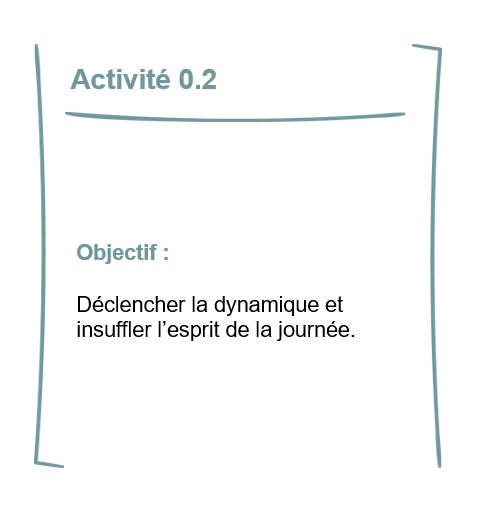 Activité 0.2
Objectif :
Déclencher la dynamique et
insuffler l’esprit de la journée.